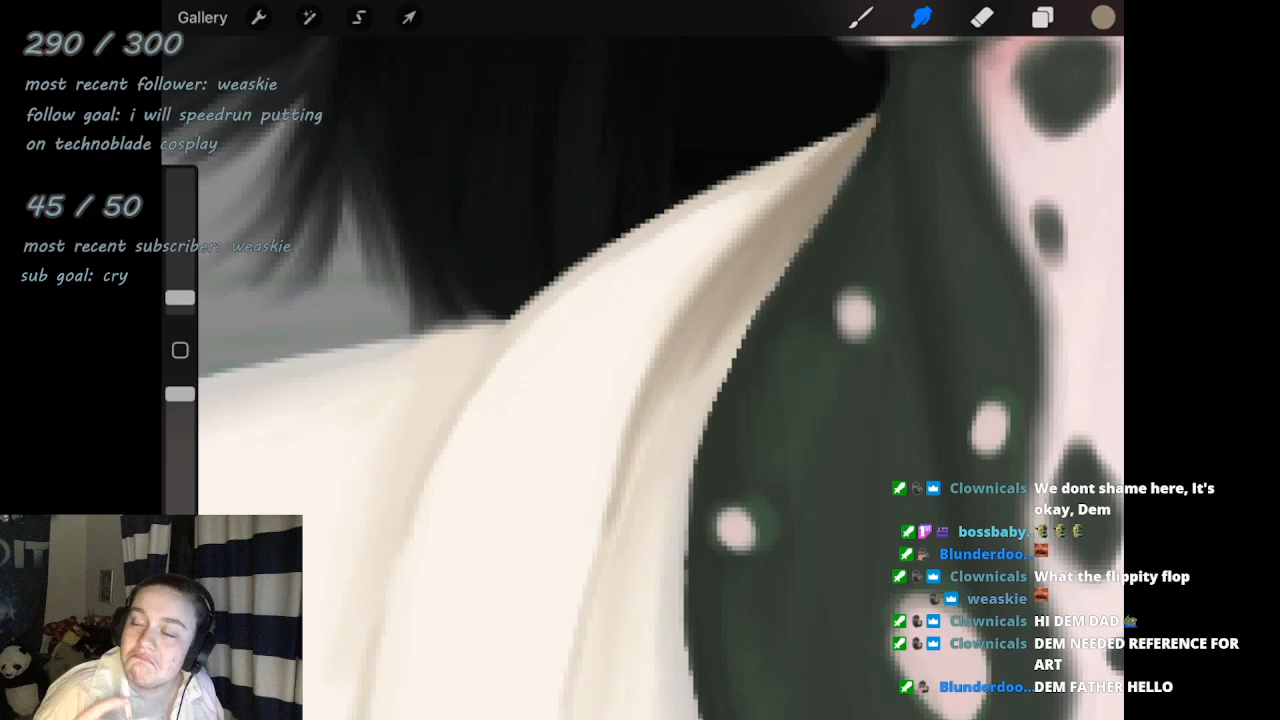 Gallery
290 / 300
most recent follower: weaskie
follow goal: i will speedrun putting
on technoblade cosplay
45 / 50
most recent subscriber: weaskie
sub goal: cry
Clownicals We dont shame here, It's
okay, Dem
bossbaby..
Blunderdoo...
Clownicals What the flippity flop
weaskie
Clownicals HI DEM DAD
Clownicals DEM NEEDED REFERENCE FOR
ART
Blunderdoo... DEM FATHER HELLO